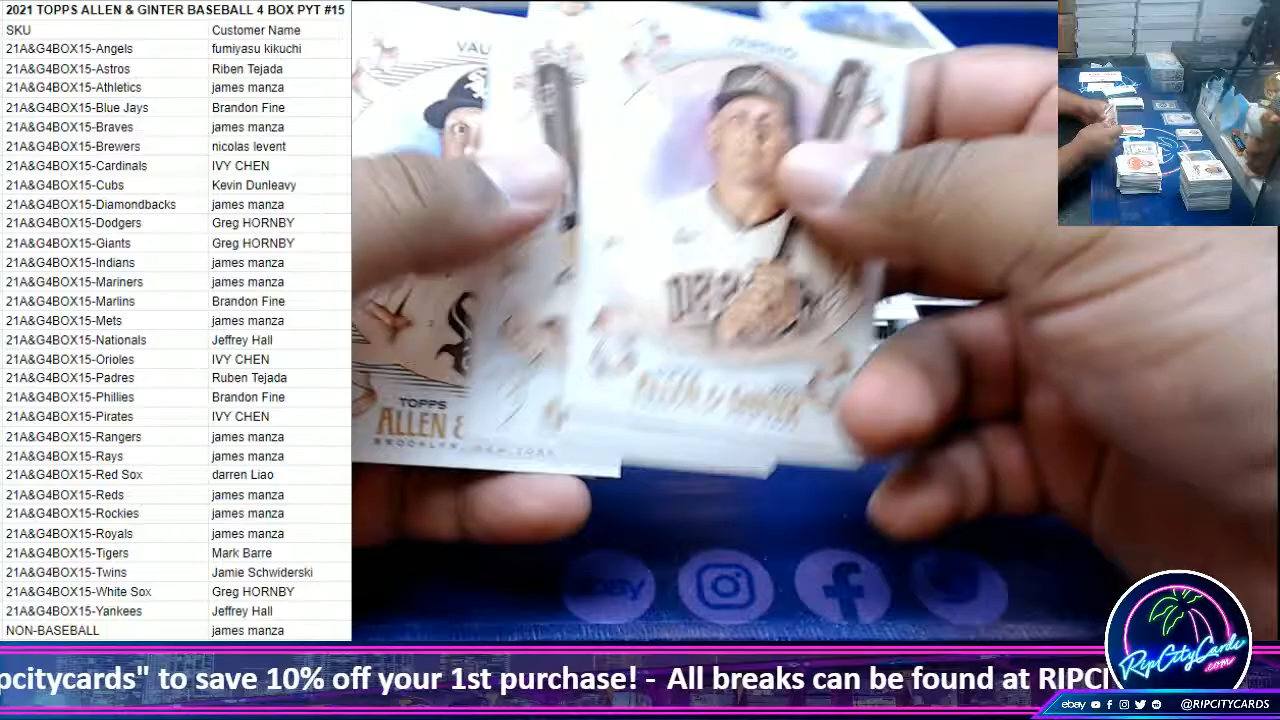 2021 TOPPS ALLEN & GINTER BASEBALL 4 BOX PYT #15
SKU Customer Name
21A&G4BOX15-Angels fumiyasu kikuchi
21A&G4BOX15-Astros Riben Tejada
21A&G4BOX15-Athletics james manza
21A&G4BOX15-Blue Jays Brandon Fine
21A&G4BOX15-Braves james manza
21A&G4BOX15-Brewers nicolas levent
21A&G4BOX15-Cardinals IVY CHEN
21A&G4BOX15-Cubs Kevin Dunleavy
21A&G4BOX15-Diamondbacks james manza
21A&G4BOX15-Dodgers Greg HORNBY
21A&G4BOX15-Giants Greg HORNBY
21A&G4BOX15-Indians james manza
21A&G4BOX15-Mariners james manza
21A&G4BOX15-Marlins Brandon Fine
21A&G4BOX15-Mets james manza
21A&G4BOX15-Nationals Jeffrey Hall
21A&G4BOX15-Orioles IVY CHEN
21A&G4BOX15-Padres Ruben Tejada
21A&G4BOX15-Phillies Brandon Fine
21A&G4BOX15-Pirates IVY CHEN
21A&G4BOX15-Rangers james manza
21A&G4BOX15-Rays james manza
21A&G4BOX15-Red Sox darren Liao
21A&G4BOX15-Reds james manza
21A&G4BOX15-Rockies james manza
21A&G4BOX15-Royals james manza
21A&G4BOX15-Tigers Mark Barre
21A&G4BOX15-Twins Jamie Schwiderski
21A&G4BOX15-White Sox Greg HORNBY
21A&G4BOX15-Yankees Jeffrey Hall
NON-BASEBALL james manza
VAU
TOPPS
ALLEN &
BROOKLYN, NEW YORK
ebay
pcitycards" to save 10% off your 1st purchase! - All breaks can be found at RIPCI
RipCityCards
.com
ebay @RIPCITYCARDS